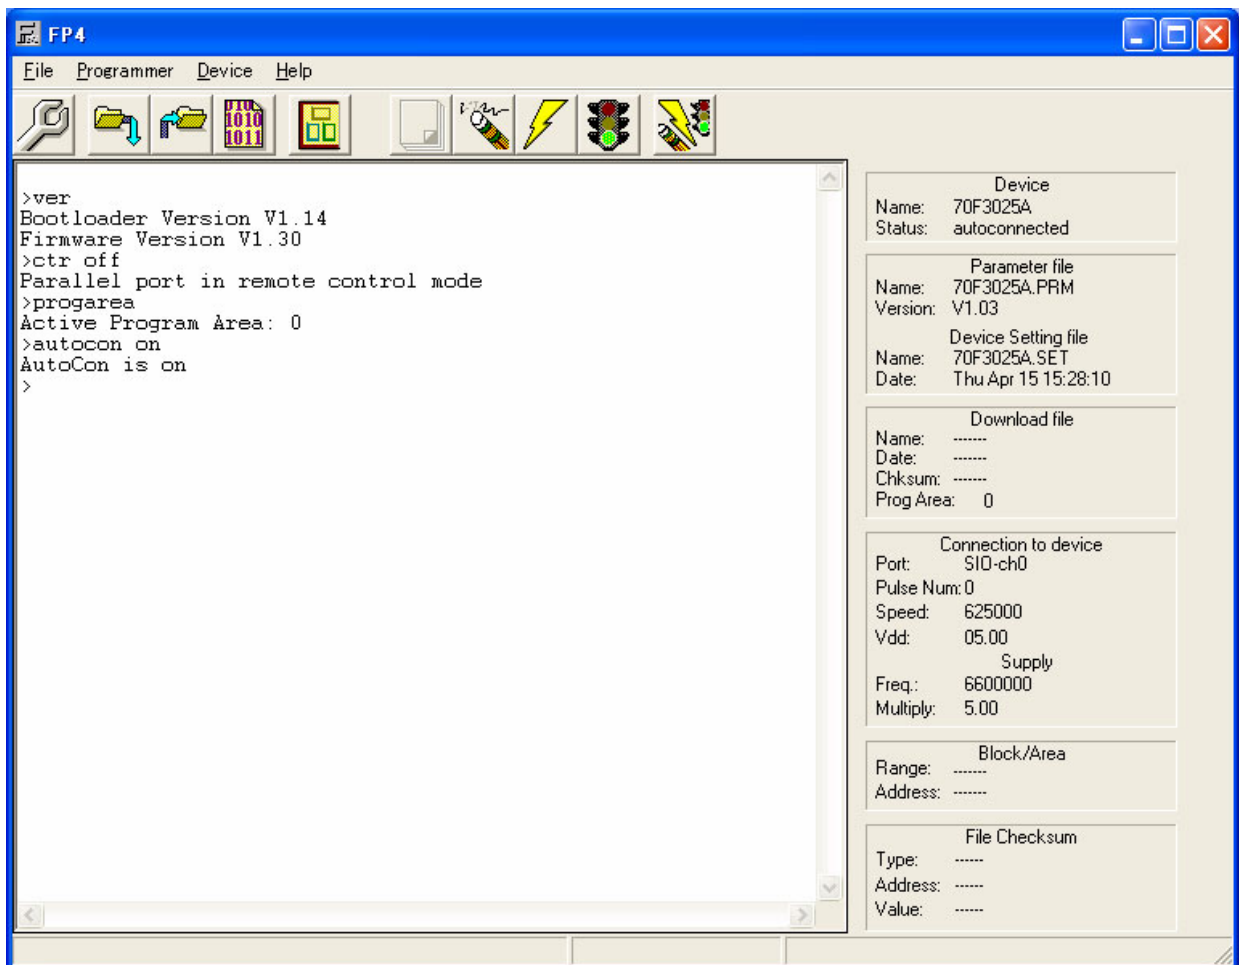 FP4
File Programmer Device Help
010
1010
1011
>ver
Bootloader Version V1.14
Firmware Version V1.30
>ctr off
Parallel port in remote control mode
>progarea
Active Program Area: 0
>autocon on
AutoCon is on
>
Device
Name: 70F3025A
Status: autoconnected
Parameter file
Name: 70F3025A.PRM
Version: V1.03
Device Setting file
Name: 70F3025A.SET
Date: Thu Apr 15 15:28:10
Download file
Name: -------
Date: -------
Chksum: -------
Prog Area: 0
Connection to device
Port: SIO-ch0
Pulse Num: 0
Speed: 625000
Vdd: 05.00
Supply
Freq.: 6600000
Multiply: 5.00
Block/Area
Range: -------
Address: -------
File Checksum
Type: ------
Address: ------
Value: ------